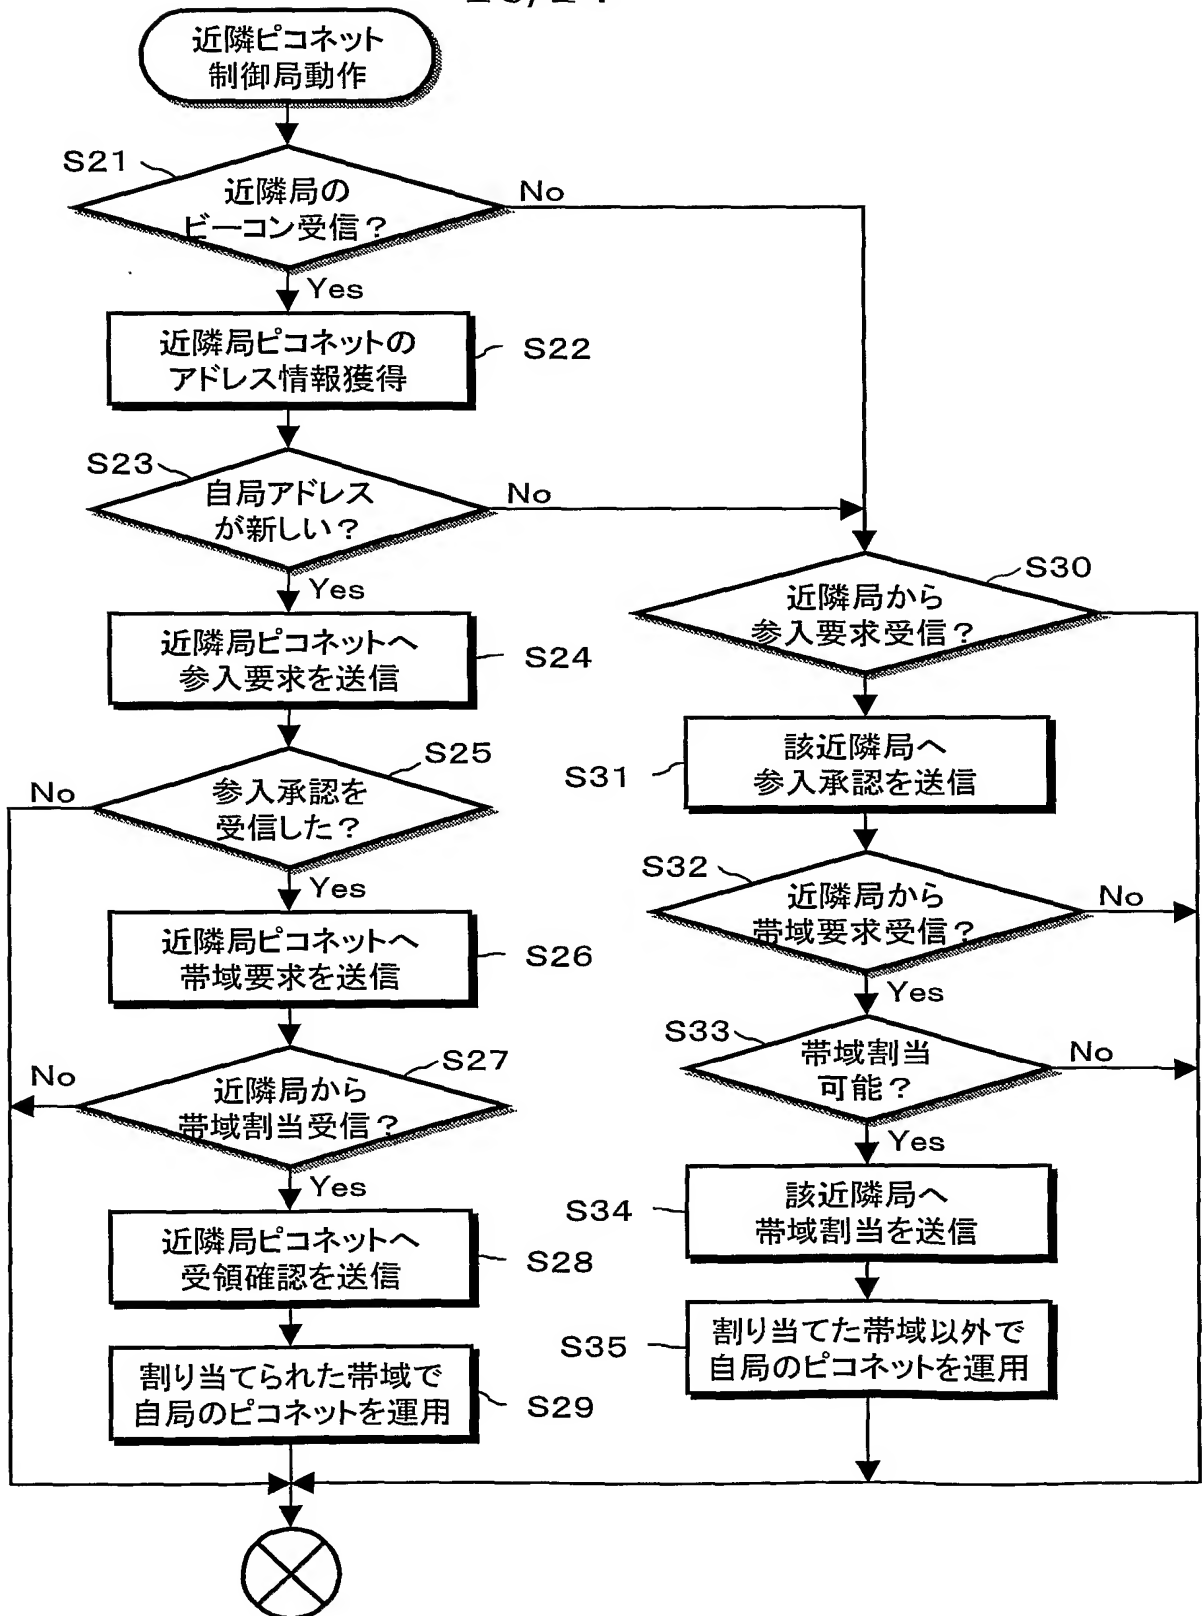 近隣ピコネット
制御局動作
S21
近隣局の
ビーコン受信？
No
Yes
近隣局ピコネットの
アドレス情報獲得
S22
S23
自局アドレス
が新しい？
No
Yes
近隣局ピコネットへ
参入要求を送信
S24
S25
参入承認を
受信した？
No
Yes
近隣局ピコネットへ
帯域要求を送信
S26
S27
近隣局から
帯域割当受信？
No
Yes
近隣局ピコネットへ
受領確認を送信
S28
割り当てられた帯域で
自局のピコネットを運用
S29
S30
近隣局から
参入要求受信？
S31
該近隣局へ
参入承認を送信
S32
近隣局から
帯域要求受信？
No
Yes
S33
帯域割当
可能？
No
Yes
S34
該近隣局へ
帯域割当を送信
S35
割り当てた帯域以外で
自局のピコネットを運用